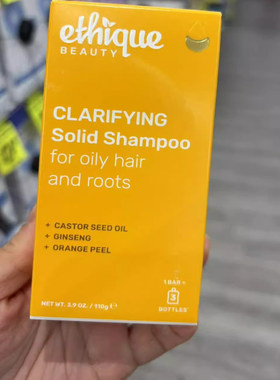 ethique
BEAUTY
CLARIFYING
Solid Shampoo
for oily hair
and roots
+ CASTOR SEED OIL
+ GINSENG
+ ORANGE PEEL
1 BAR =
3
BOTTLES*
NET WT. 3.9 OZ. / 110g ℮